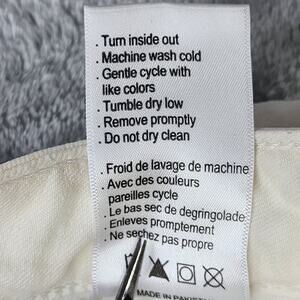 . Turn inside out
. Machine wash cold
. Gentle cycle with
like colors
. Tumble dry low
. Remove promptly
. Do not dry clean
. Froid de lavage de machine
. Avec des couleurs
pareilles cycle
. Le bas sec de degringolade
. Enleves promptement
. Ne sechez pas propre
MADE IN PAKISTAN